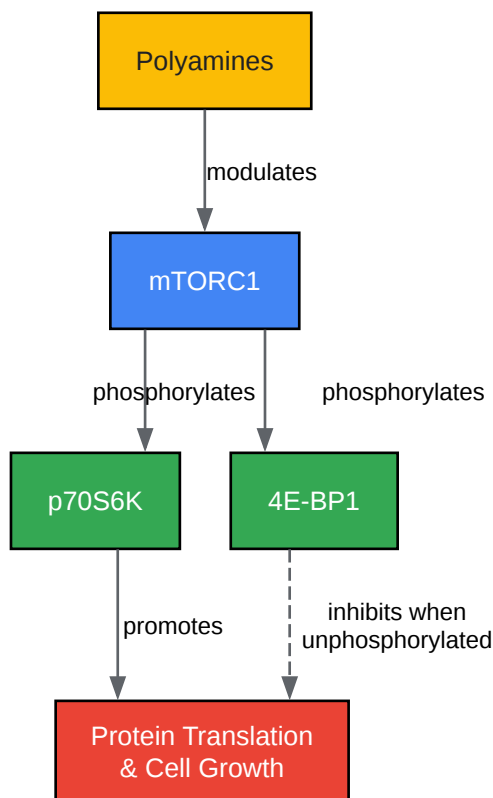 Polyamines
modulates
mTORC1
phosphorylates
phosphorylates
p70S6K
4E-BP1
promotes
inhibits when
unphosphorylated
Protein Translation
& Cell Growth